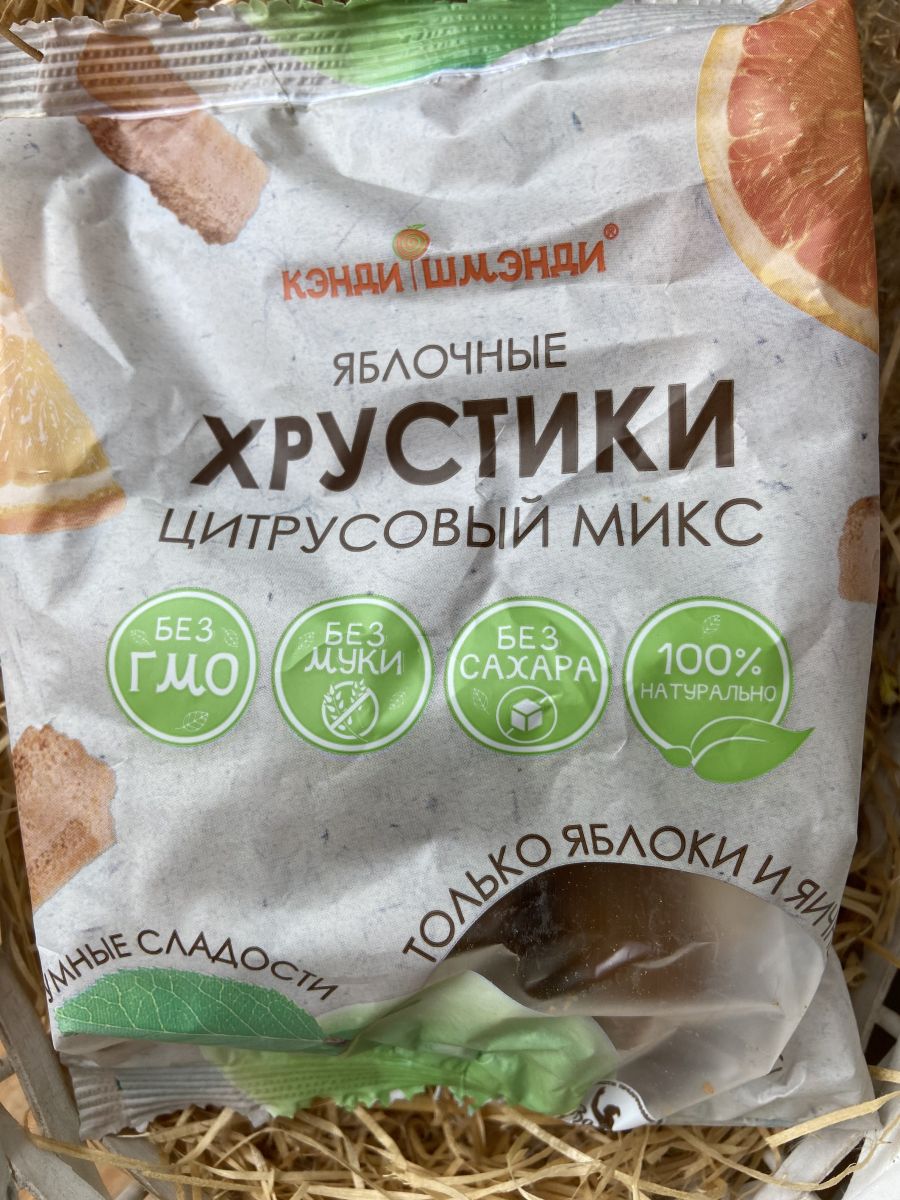 КЭНДИ ШМЭНДИ®
ЯБЛОЧНЫЕ
ХРУСТИКИ
ЦИТРУСОВЫЙ МИКС
БЕЗ
ГМО
БЕЗ
МУКИ
БЕЗ
САХАРА
100%
НАТУРАЛЬНО
ТОЛЬКО ЯБЛОКИ И
УМНЫЕ СЛАДОСТИ